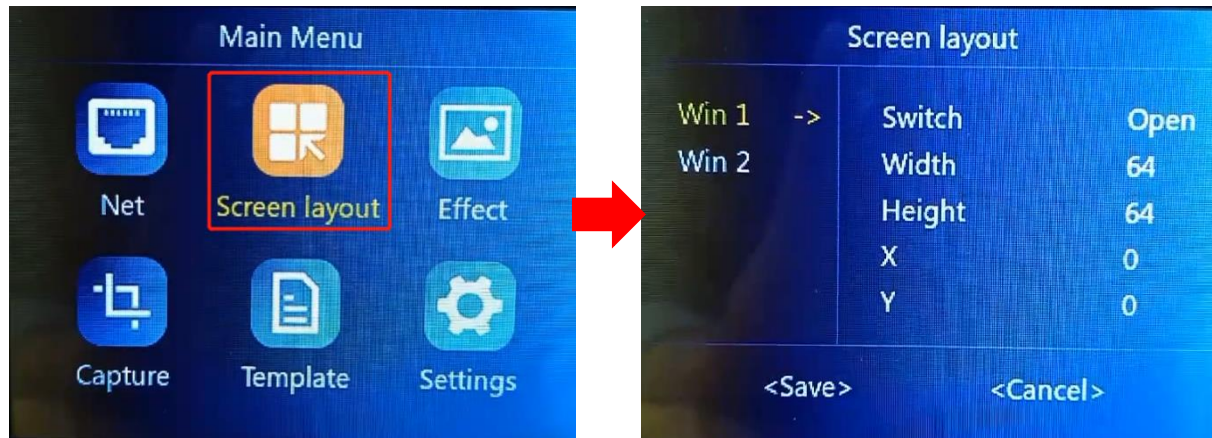 Main Menu
Net
Screen layout
Effect
Capture
Template
Settings
Screen layout
Win 1 -> Switch Open
Win 2 Width 64
Height 64
X 0
Y 0
<Save> <Cancel>